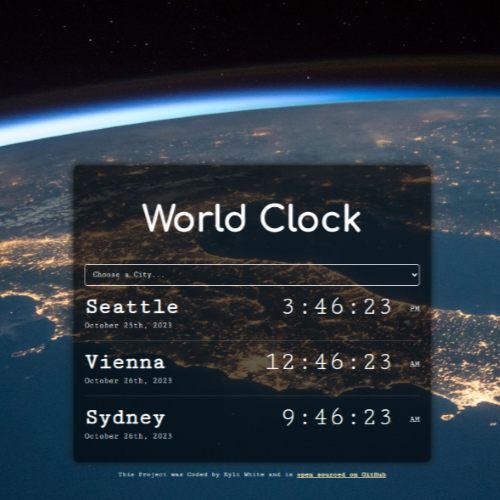 World Clock
Choose a City...
Seattle 3:46:23 PM
October 25th, 2023
Vienna 12:46:23 AM
October 26th, 2023
Sydney 9:46:23 AM
October 26th, 2023
This Project was Coded by Kyli White and is open sourced on GitHub